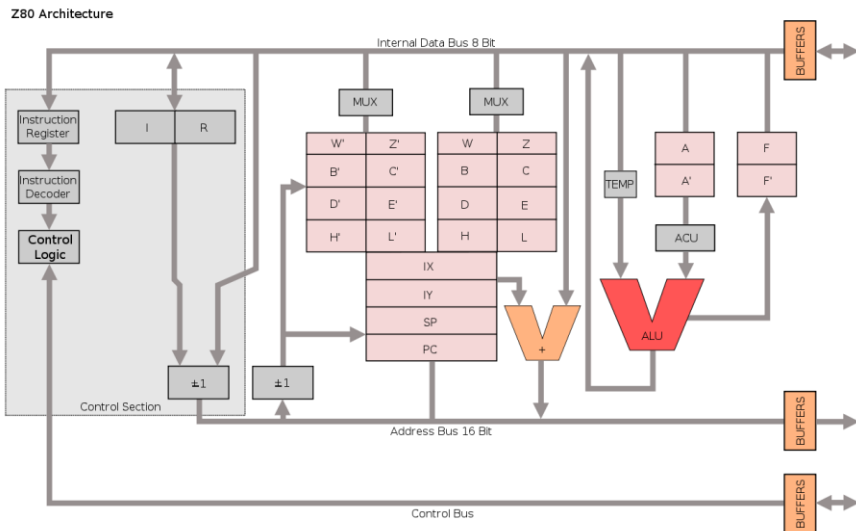 Z80 Architecture
Internal Data Bus 8 Bit
BUFFERS
MUX
MUX
Instruction
Register
I
R
W'
Z'
W
Z
A
F
B'
C'
B
C
Instruction
Decoder
TEMP
A'
F'
D'
E'
D
E
Control
Logic
H'
L'
H
L
ACU
IX
IY
SP
ALU
PC
+
±1
±1
Control Section
Address Bus 16 Bit
BUFFERS
Control Bus
BUFFERS